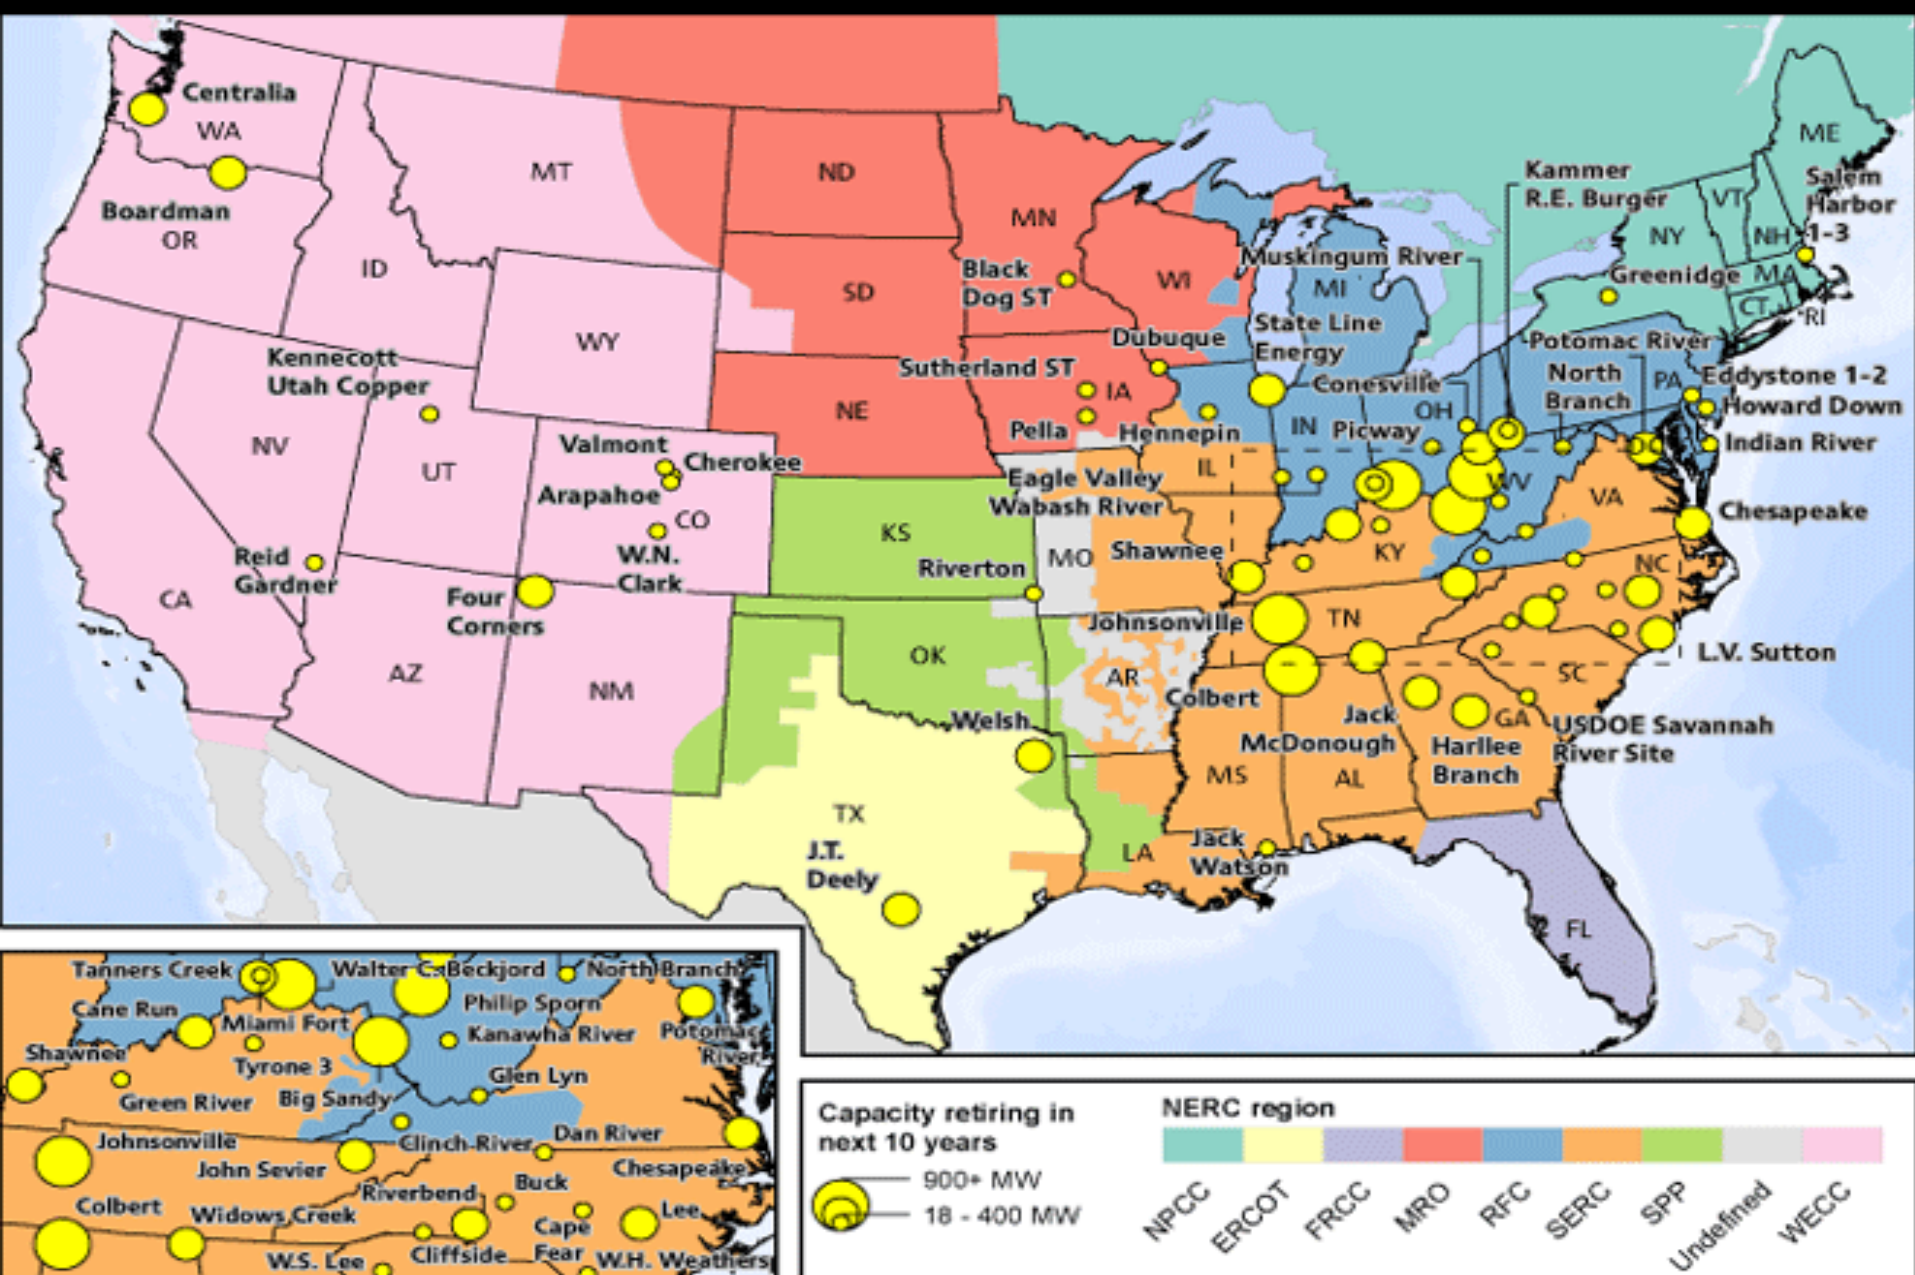 Centralia
WA
Boardman
OR
MT
ID
ND
MN
SD
WY
Black
Dog ST
WI
MI
Kammer
R.E. Burger
Muskingum River
ME
Salem
Harbor
1-3
VT
NH
NY
Greenidge
MA
CT
RI
State Line
Energy
Dubuque
Sutherland ST
IA
Pella
Hennepin
Potomac River
North
Branch
PA
Eddystone 1-2
Howard Down
Indian River
Conesville
OH
IN
Picway
DC
Kennecott
Utah Copper
NV
UT
NE
Valmont
Cherokee
Arapahoe
CO
W.N.
Clark
IL
Eagle Valley
Wabash River
WV
VA
Chesapeake
KS
MO
Riverton
Shawnee
KY
NC
Reid
Gardner
CA
Four
Corners
Johnsonville
TN
L.V. Sutton
AZ
NM
OK
AR
SC
Colbert
Welsh
Jack
McDonough
Harllee
Branch
GA
USDOE Savannah
River Site
MS
AL
TX
J.T.
Deely
LA
Jack
Watson
FL
Tanners Creek
Walter C. Beckjord
North Branch
Cane Run
Miami Fort
Philip Sporn
Kanawha River
Potomac
River
Shawnee
Tyrone 3
Glen Lyn
Green River
Big Sandy
Johnsonville
Clinch River
Dan River
John Sevier
Chesapeake
Colbert
Riverbend
Buck
Widows Creek
Cape
Fear
Lee
W.S. Lee
Cliffside
W.H. Weathers
Capacity retiring in
next 10 years
900+ MW
18 - 400 MW
NERC region
NPCC
ERCOT
FRCC
MRO
RFC
SERC
SPP
Undefined
WECC